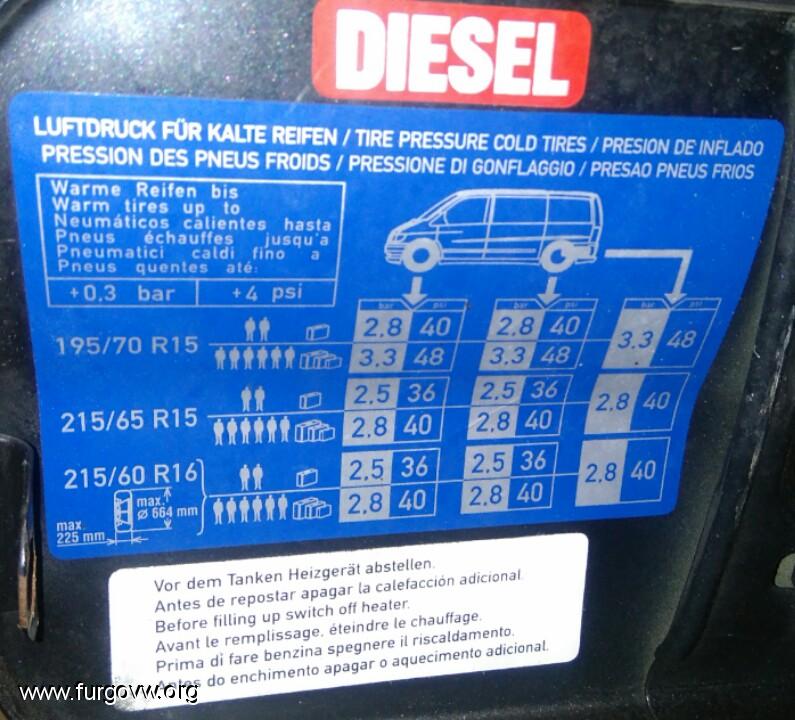 DIESEL
LUFTDRUCK FÜR KALTE REIFEN / TIRE PRESSURE COLD TIRES / PRESION DE INFLADO
PRESSION DES PNEUS FROIDS / PRESSIONE DI GONFLAGGIO / PRESAO PNEUS FRIOS
Warme Reifen bis
Warm tires up to
Neumáticos calientes hasta
Pneus échauffes jusqu'a
Pneumatici caldi fino a
Pneus quentes até:
+0,3 bar +4 psi
bar psi bar psi bar psi
195/70 R15
2.8 40 2.8 40
3.3 48 3.3 48 3.3 48
215/65 R15
2.5 36 2.5 36
2.8 40 2.8 40 2.8 40
215/60 R16
2.5 36 2.5 36
2.8 40 2.8 40 2.8 40
max.
Ø 664 mm
max.
225 mm
Vor dem Tanken Heizgerät abstellen.
Antes de repostar apagar la calefacción adicional.
Before filling up switch off heater.
Avant le remplissage, éteindre le chauffage.
Prima di fare benzina spegnere il riscaldamento.
Antes do enchimento apagar o aquecimento adicional.
www.furgovw.org